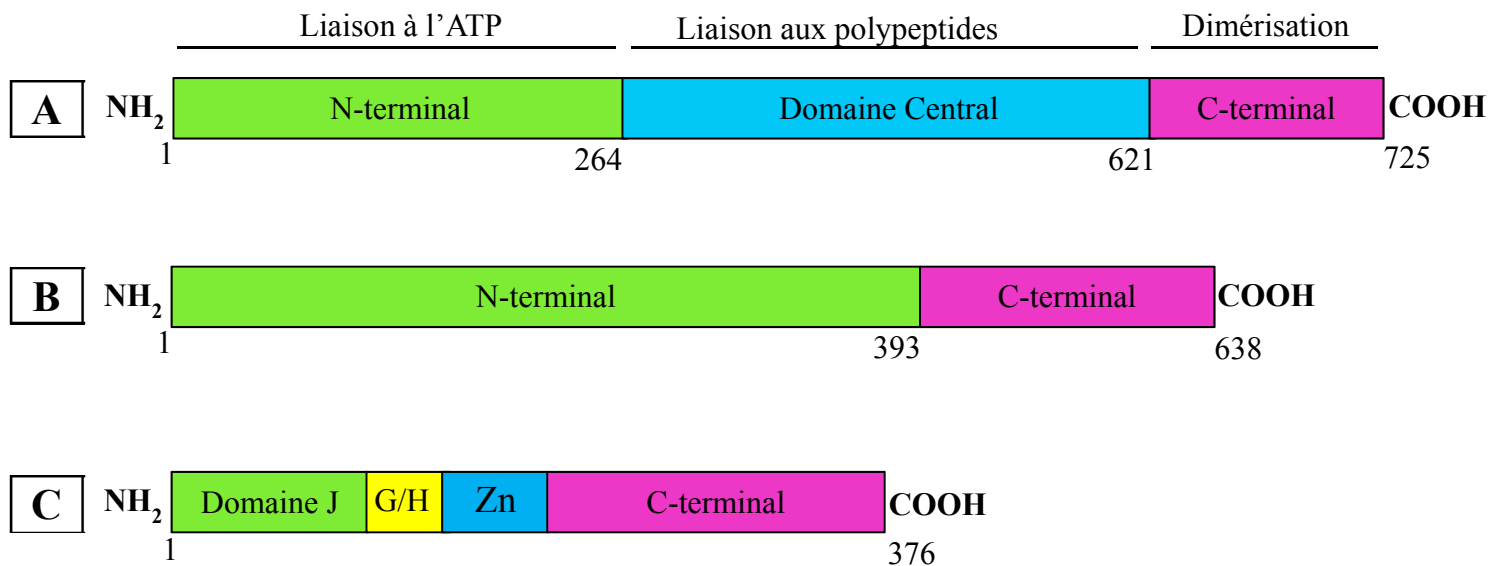 Liaison à l’ATP Liaison aux polypeptides Dimérisation
A NH2 N-terminal Domaine Central C-terminal COOH
1 264 621 725
B NH2 N-terminal C-terminal COOH
1 393 638
C NH2 Domaine J G/H Zn C-terminal COOH
1 376